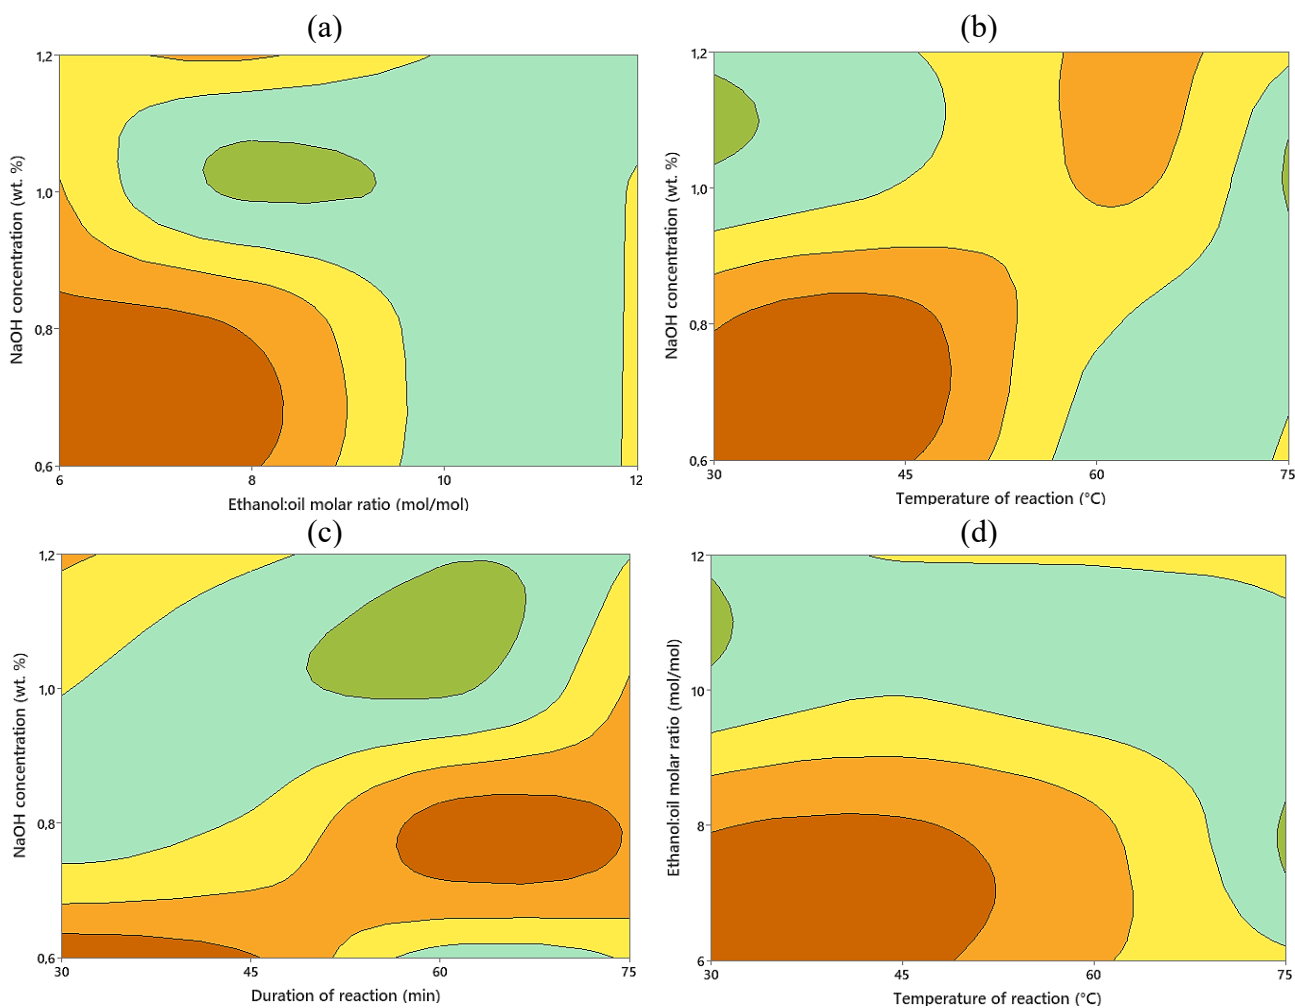 (a)
(b)
1,2
1,0
0,8
0,6
NaOH concentration (wt. %)
6
8
10
12
Ethanol:oil molar ratio (mol/mol)
1,2
1,0
0,8
0,6
NaOH concentration (wt. %)
30
45
60
75
Temperature of reaction (°C)
(c)
(d)
1,2
1,0
0,8
0,6
NaOH concentration (wt. %)
30
45
60
75
Duration of reaction (min)
12
10
8
6
Ethanol:oil molar ratio (mol/mol)
30
45
60
75
Temperature of reaction (°C)